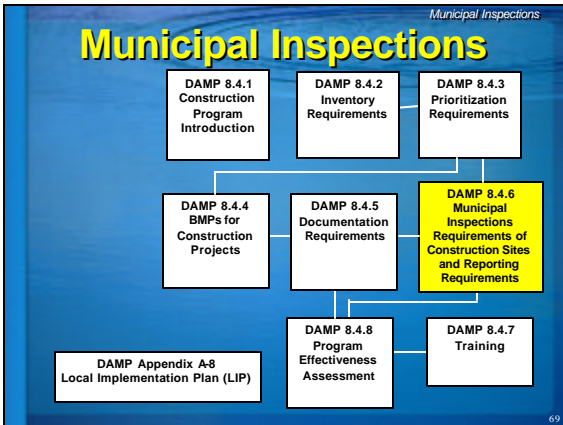 Municipal Inspections
Municipal Inspections
DAMP 8.4.1
Construction
Program
Introduction
DAMP 8.4.2
Inventory
Requirements
DAMP 8.4.3
Prioritization
Requirements
DAMP 8.4.4
BMPs for
Construction
Projects
DAMP 8.4.5
Documentation
Requirements
DAMP 8.4.6
Municipal
Inspections
Requirements of
Construction Sites
and Reporting
Requirements
DAMP 8.4.8
Program
Effectiveness
Assessment
DAMP 8.4.7
Training
DAMP Appendix A-8
Local Implementation Plan (LIP)
69